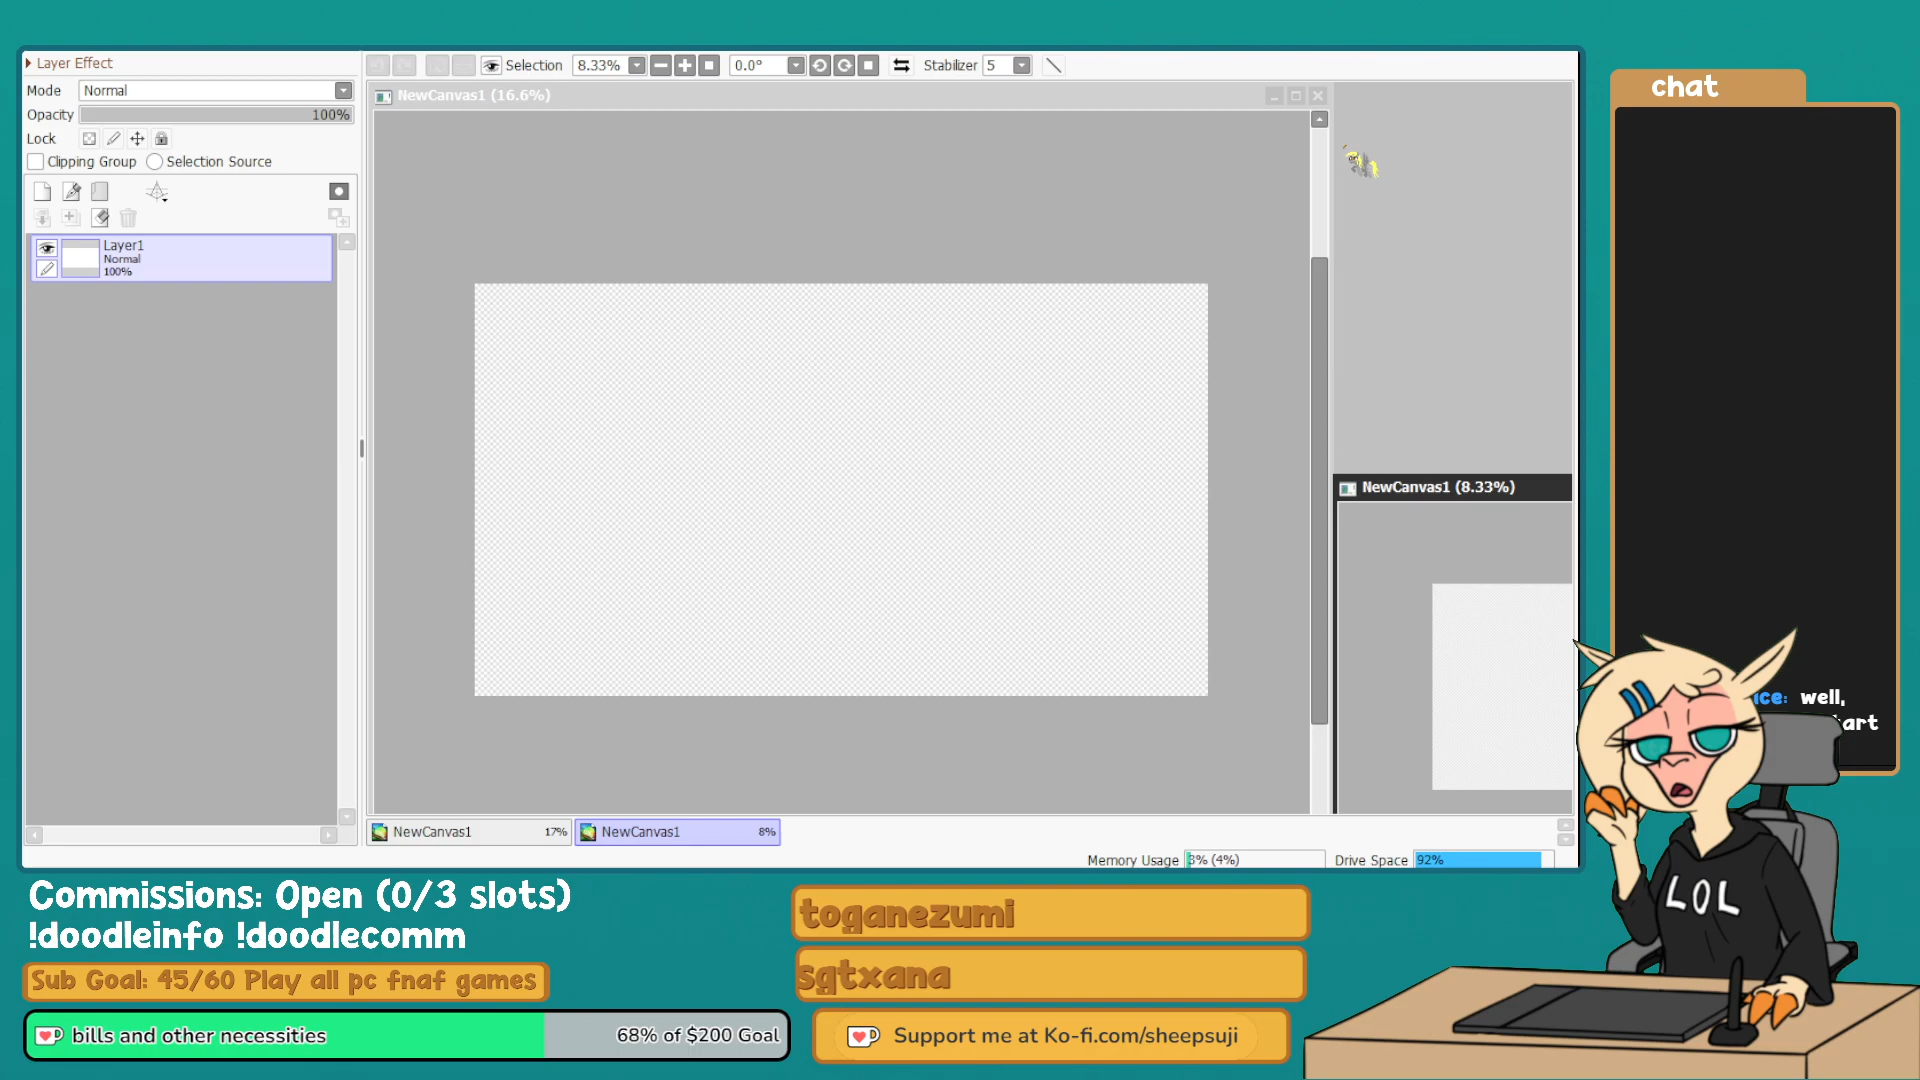 Layer Effect
Mode Normal
Opacity 100%
Lock
Clipping Group Selection Source
Layer1
Normal
100%
Selection 8.33% 0.0° Stabilizer 5
NewCanvas1 (16.6%)
NewCanvas1 (8.33%)
NewCanvas1 17% NewCanvas1 8%
Memory Usage 3% (4%) Drive Space 92%
chat
well,
LOL
Commissions: Open (0/3 slots)
!doodleinfo !doodlecomm
Sub Goal: 45/60 Play all pc fnaf games
bills and other necessities 68% of $200 Goal
toganezumi
sgtxana
Support me at Ko-fi.com/sheepsuji